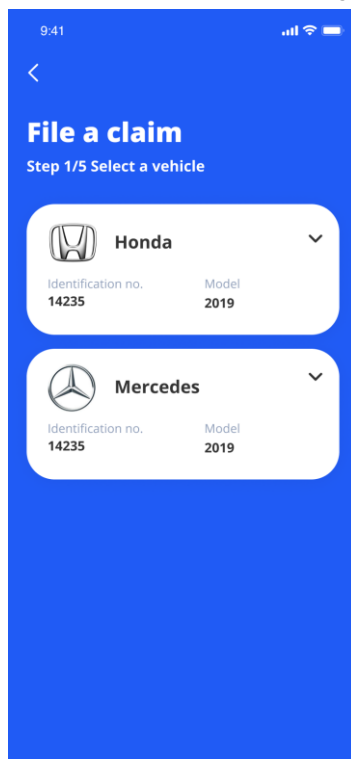 9:41
File a claim
Step 1/5 Select a vehicle
Honda
Identification no. Model
14235 2019
Mercedes
Identification no. Model
14235 2019